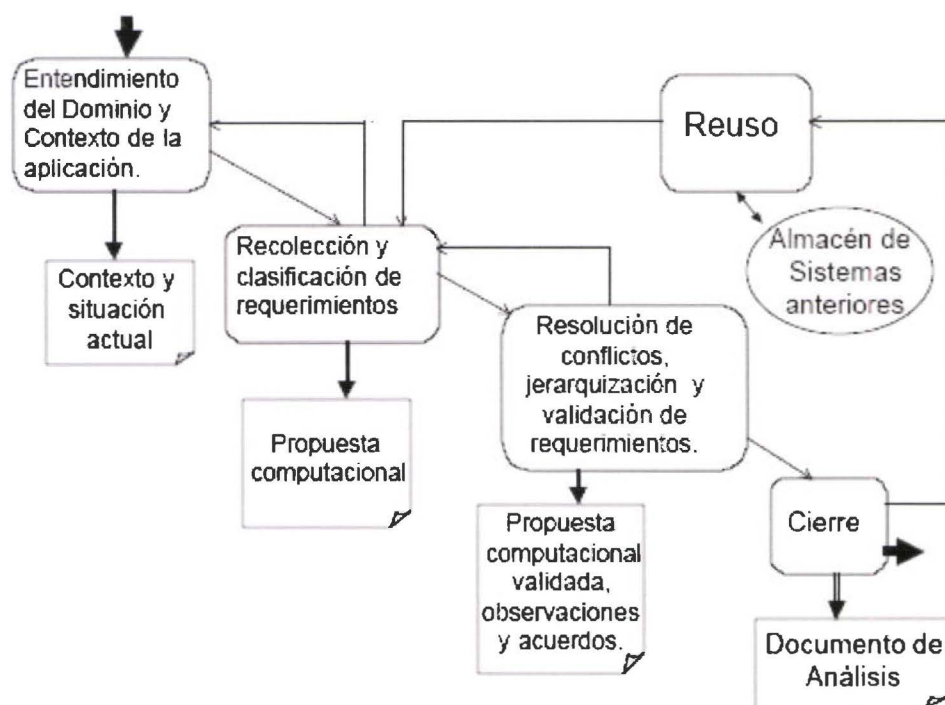 Entendimiento
del Dominio y
Contexto de la
aplicación.
Reuso
Almacén de
Sistemas
anteriores
Contexto y
situación
actual
Recolección y
clasificación de
requerimientos
Resolución de
conflictos,
jerarquización y
validación de
requerimientos.
Propuesta
computacional
Cierre
Propuesta
computacional
validada,
observaciones
y acuerdos.
Documento de
Análisis